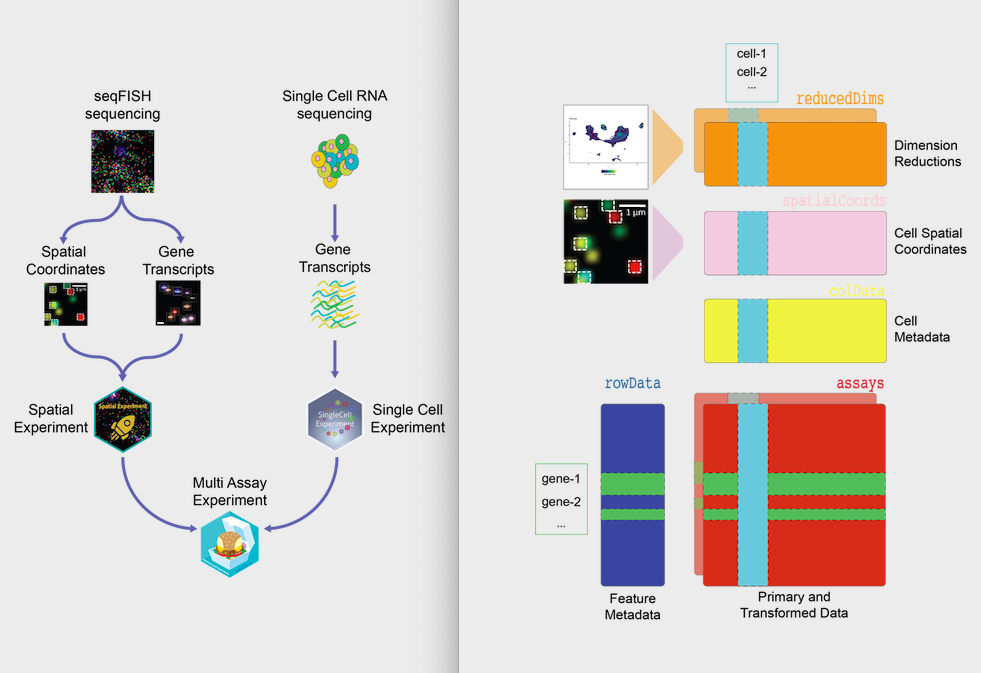 seqFISH
sequencing
Single Cell RNA
sequencing
Spatial
Coordinates
Gene
Transcripts
Gene
Transcripts
1 μm
Spatial
Experiment
Spatial Experiment
SingleCell
Experiment
Single Cell
Experiment
Multi Assay
Experiment
cell-1
cell-2
...
reducedDims
Dimension
Reductions
spatialCoords
1 μm
Cell Spatial
Coordinates
colData
Cell
Metadata
rowData
assays
gene-1
gene-2
...
Feature
Metadata
Primary and
Transformed Data